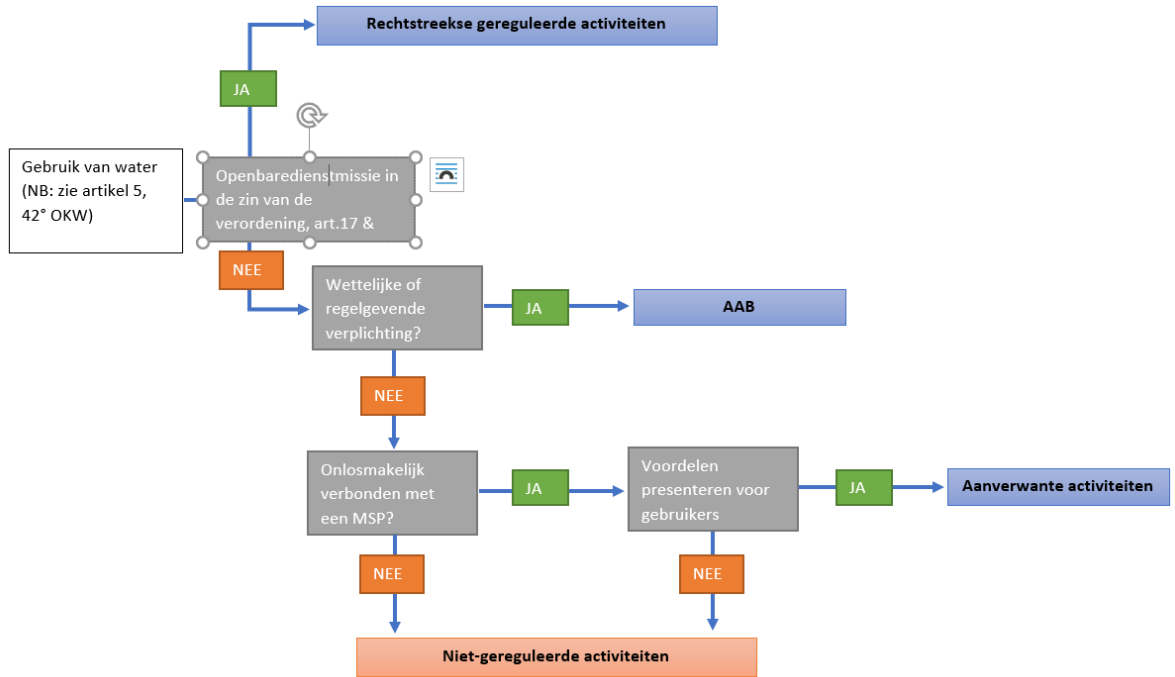 Rechtstreekse gereguleerde activiteiten
JA
Gebruik van water
(NB: zie artikel 5,
42° OKW)
Openbaredienstmissie in
de zin van de
verordening, art.17 &
NEE
Wettelijke of
regelgevende
verplichting?
JA
AAB
NEE
Onlosmakelijk
verbonden met
een MSP?
JA
Voordelen
presenteren voor
gebruikers
JA
Aanverwante activiteiten
NEE
NEE
Niet-gereguleerde activiteiten